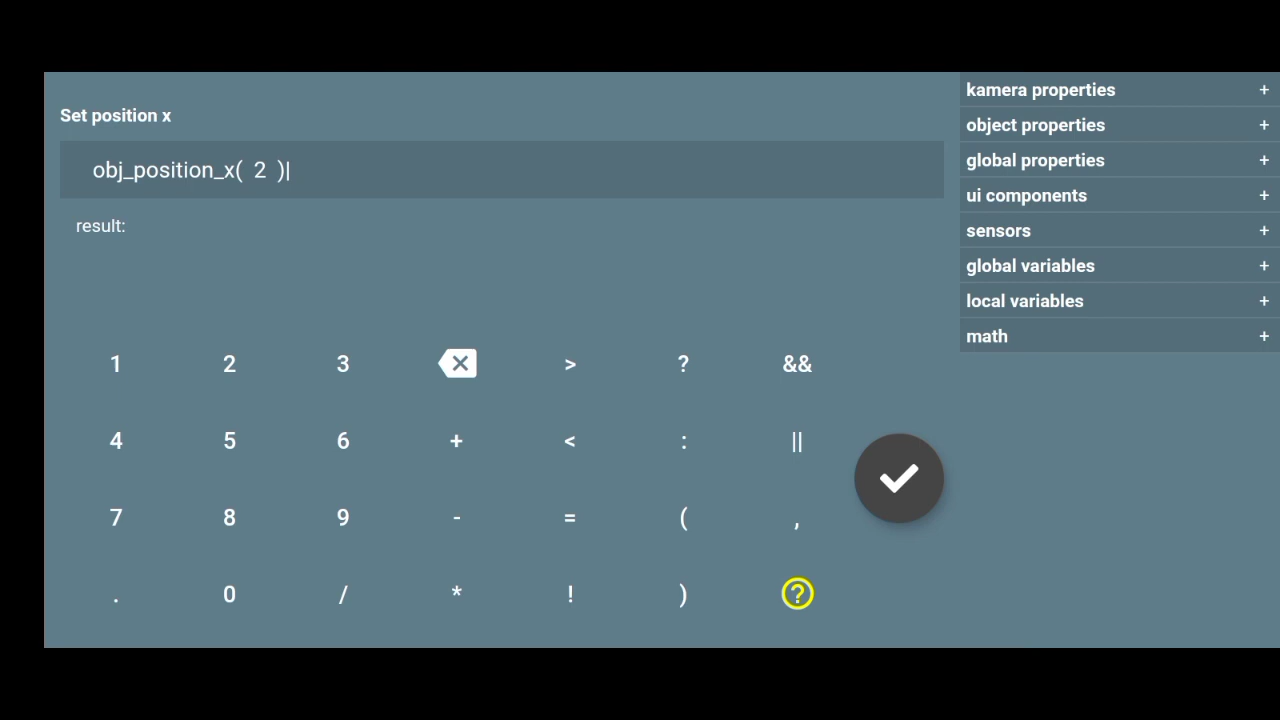 Set position x
obj_position_x( 2 )|
result:
1 2 3 > ? &&
4 5 6 + < : ||
7 8 9 - = ( ,
. 0 / * ! ) ?
kamera properties +
object properties +
global properties +
ui components +
sensors +
global variables +
local variables +
math +